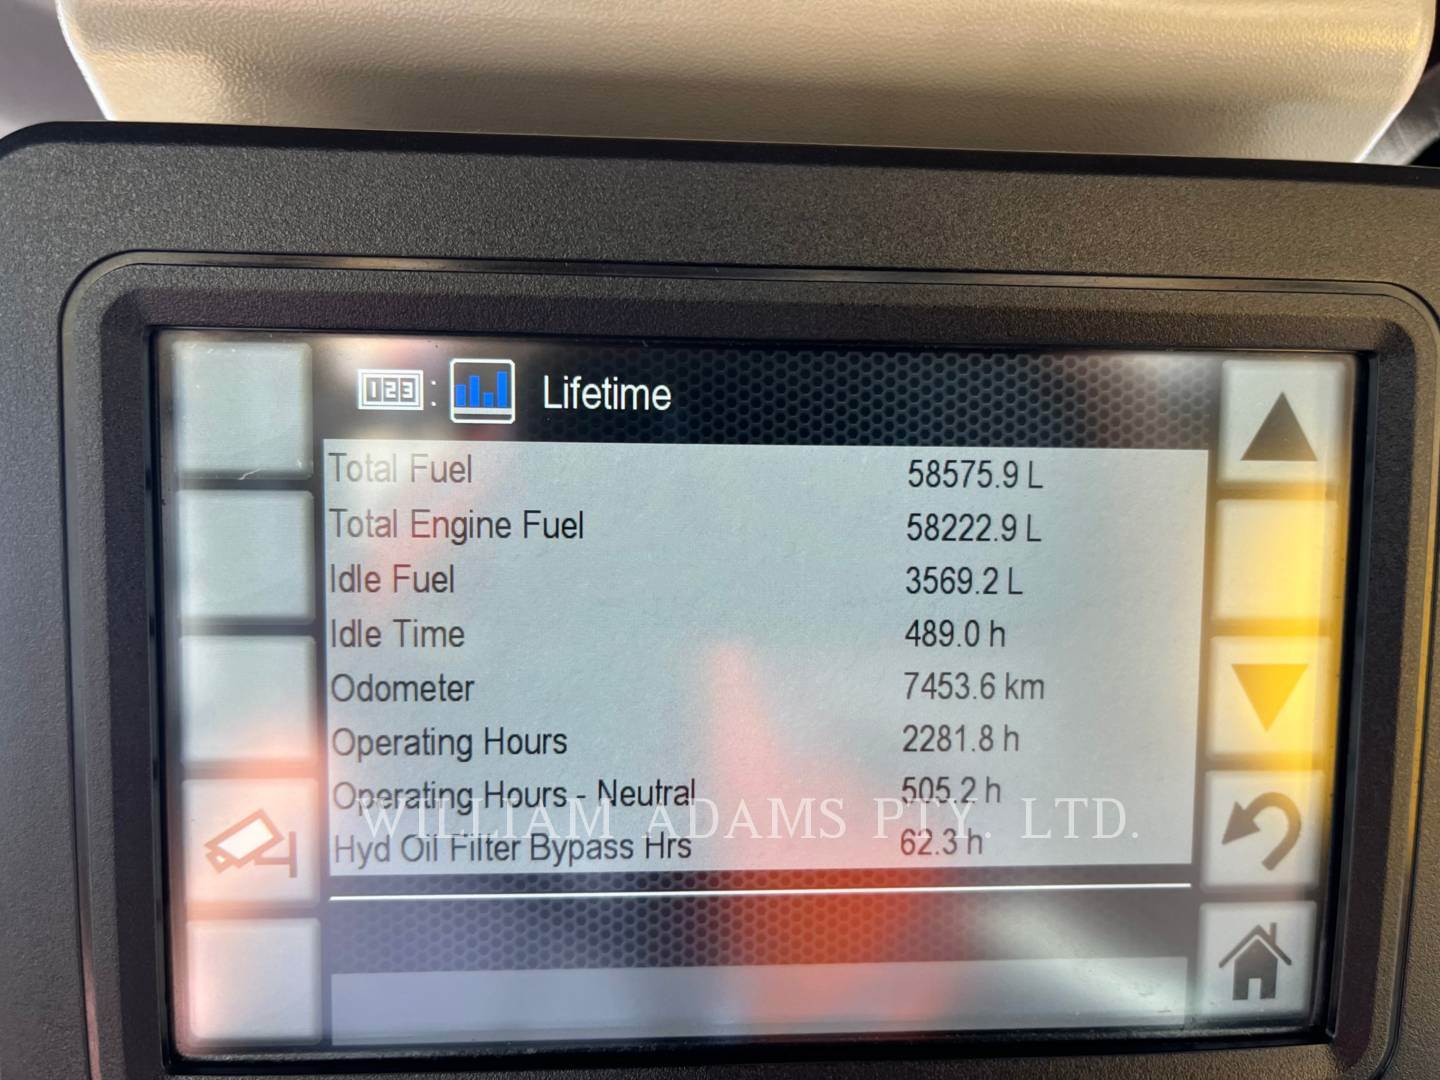 123 : Lifetime
Total Fuel 58575.9 L
Total Engine Fuel 58222.9 L
Idle Fuel 3569.2 L
Idle Time 489.0 h
Odometer 7453.6 km
Operating Hours 2281.8 h
Operating Hours - Neutral 505.2 h
WILLIAM ADAMS PTY. LTD.
Hyd Oil Filter Bypass Hrs 62.3 h